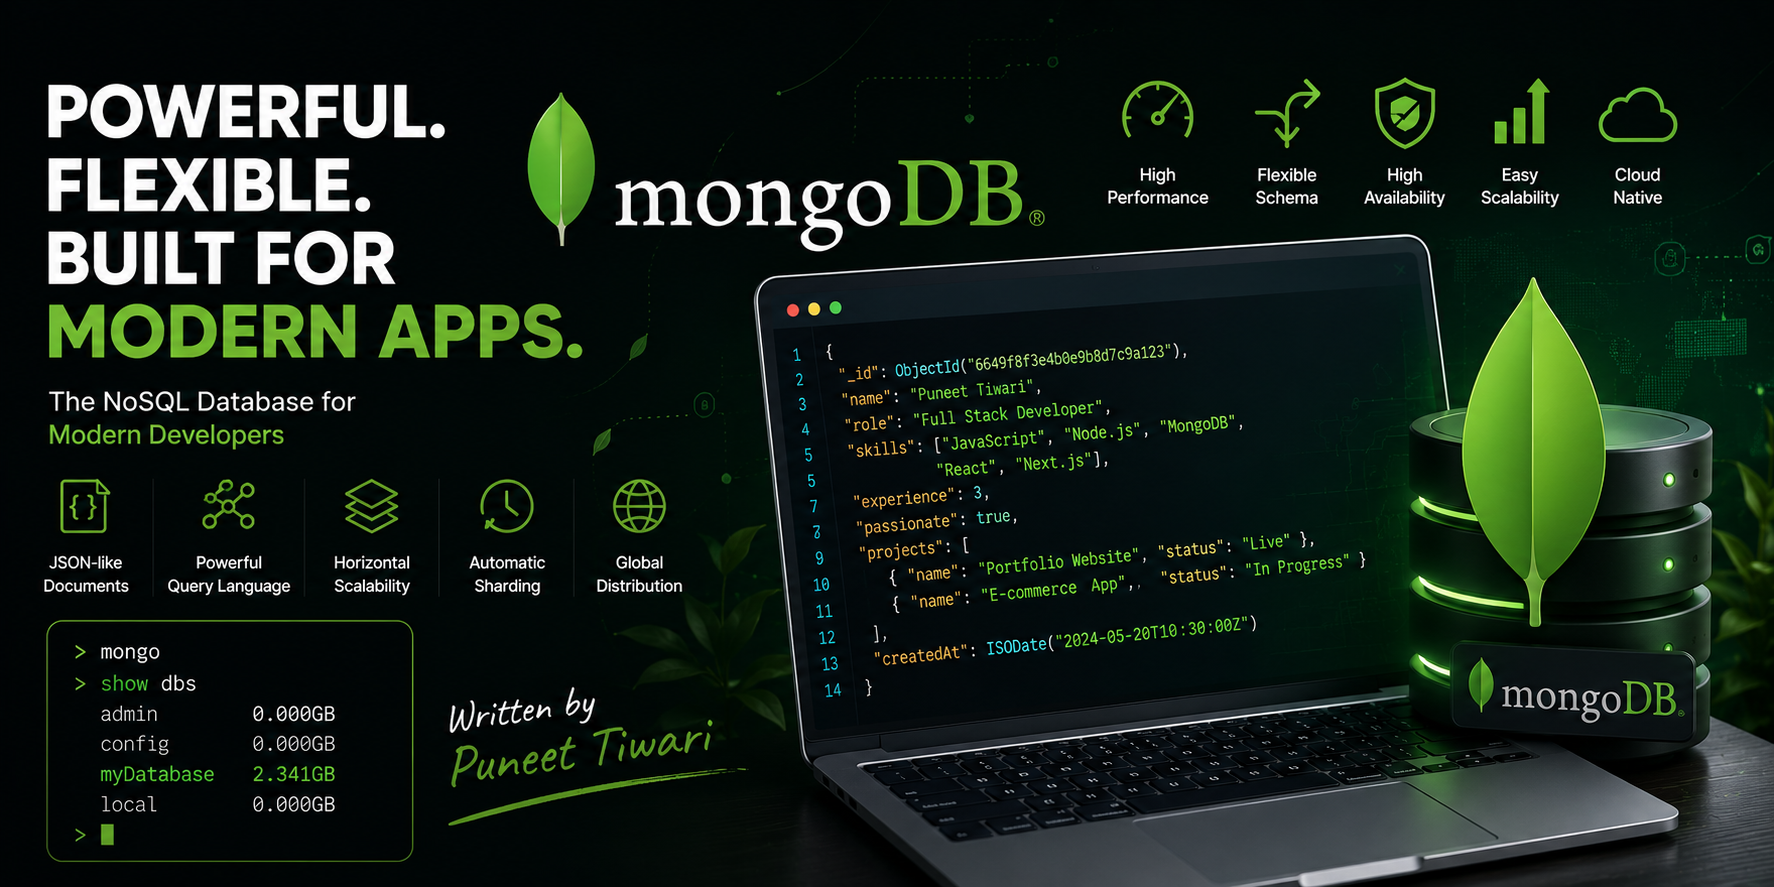 POWERFUL.
FLEXIBLE.
BUILT FOR
MODERN APPS.
The NoSQL Database for
Modern Developers
mongoDB®
High
Performance
Flexible
Schema
High
Availability
Easy
Scalability
Cloud
Native
{ }
JSON-like
Documents
Powerful
Query Language
Horizontal
Scalability
Automatic
Sharding
Global
Distribution
> mongo
> show dbs
admin 0.000GB
config 0.000GB
myDatabase 2.341GB
local 0.000GB
>
Written by
Puneet Tiwari
1 {
2 "_id": ObjectId("6649f8f3e4b0e9b8d7c9a123"),
3 "name": "Puneet Tiwari",
4 "role": "Full Stack Developer",
5 "skills": ["JavaScript", "Node.js", "MongoDB",
5 "React", "Next.js"],
7 "experience": 3,
8 "passionate": true,
9 "projects": [
10 { "name": "Portfolio Website", "status": "Live" },
11 { "name": "E-commerce App",, "status": "In Progress" }
12 ],
13 "createdAt": ISODate("2024-05-20T10:30:00Z")
14 }
mongoDB®